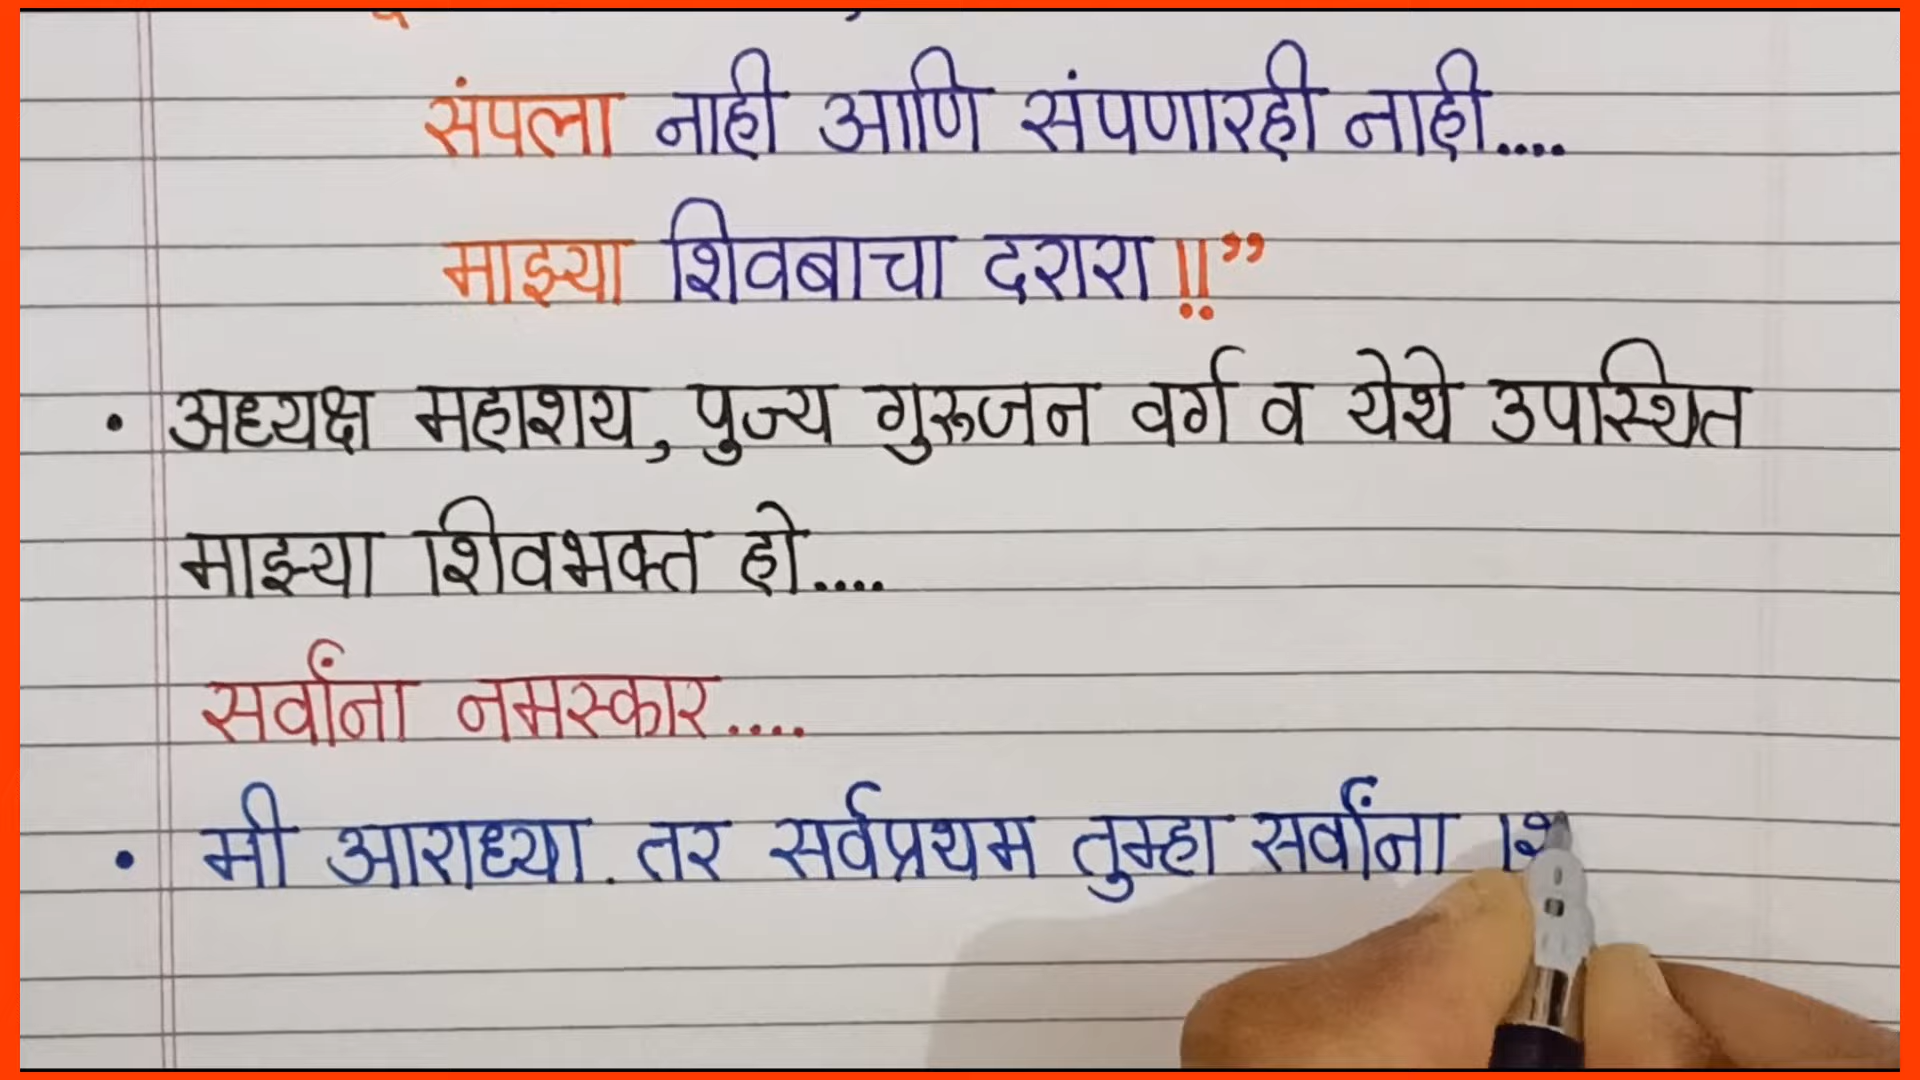 संपला नाही आणि संपणारही नाही....
माझ्या शिवबाचा दरारा !!”
• अध्यक्ष महाशय, पुज्य गुरूजन वर्ग व येथे उपस्थित
माझ्या शिवभक्त हो....
सर्वांना नमस्कार....
• मी आराध्या. तर सर्वप्रथम तुम्हा सर्वांना